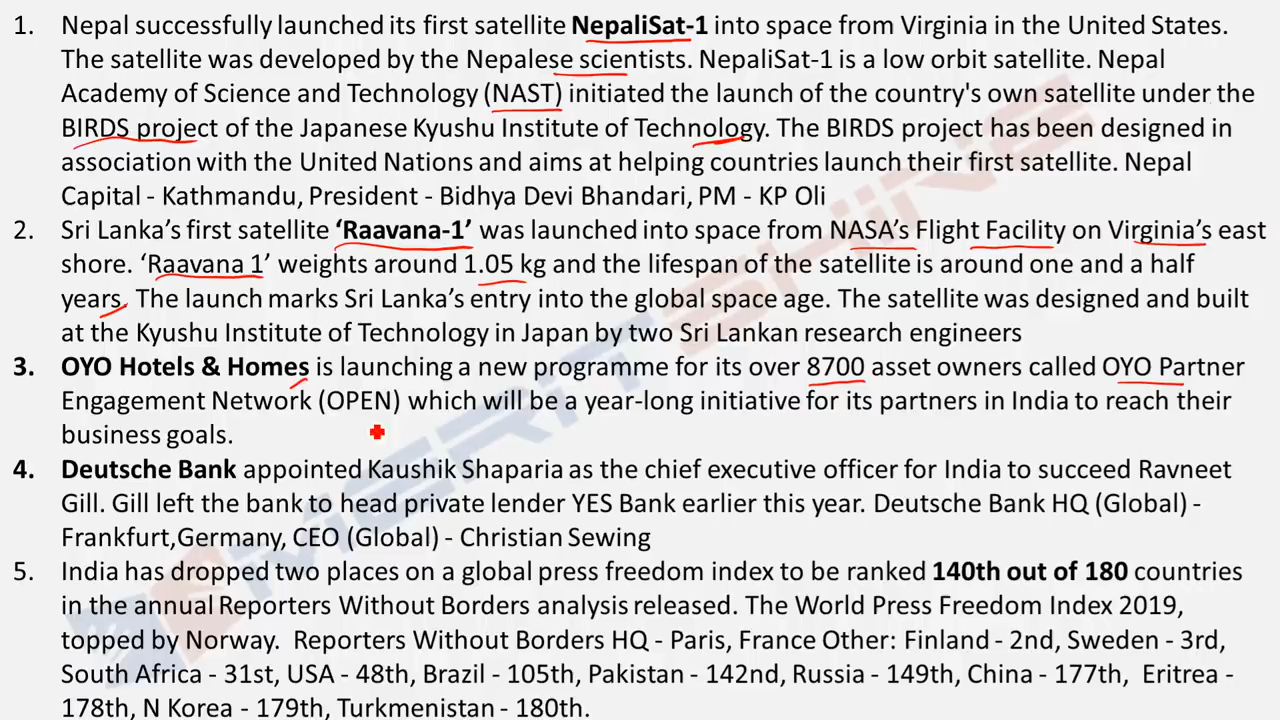 1. Nepal successfully launched its first satellite NepaliSat-1 into space from Virginia in the United States.
The satellite was developed by the Nepalese scientists. NepaliSat-1 is a low orbit satellite. Nepal
Academy of Science and Technology (NAST) initiated the launch of the country's own satellite under the
BIRDS project of the Japanese Kyushu Institute of Technology. The BIRDS project has been designed in
association with the United Nations and aims at helping countries launch their first satellite. Nepal
Capital - Kathmandu, President - Bidhya Devi Bhandari, PM - KP Oli
2. Sri Lanka’s first satellite ‘Raavana-1’ was launched into space from NASA’s Flight Facility on Virginia’s east
shore. ‘Raavana 1’ weights around 1.05 kg and the lifespan of the satellite is around one and a half
years. The launch marks Sri Lanka’s entry into the global space age. The satellite was designed and built
at the Kyushu Institute of Technology in Japan by two Sri Lankan research engineers
3. OYO Hotels & Homes is launching a new programme for its over 8700 asset owners called OYO Partner
Engagement Network (OPEN) which will be a year-long initiative for its partners in India to reach their
business goals.
4. Deutsche Bank appointed Kaushik Shaparia as the chief executive officer for India to succeed Ravneet
Gill. Gill left the bank to head private lender YES Bank earlier this year. Deutsche Bank HQ (Global) -
Frankfurt,Germany, CEO (Global) - Christian Sewing
5. India has dropped two places on a global press freedom index to be ranked 140th out of 180 countries
in the annual Reporters Without Borders analysis released. The World Press Freedom Index 2019,
topped by Norway.  Reporters Without Borders HQ - Paris, France Other: Finland - 2nd, Sweden - 3rd,
South Africa - 31st, USA - 48th, Brazil - 105th, Pakistan - 142nd, Russia - 149th, China - 177th,  Eritrea -
178th, N Korea - 179th, Turkmenistan - 180th.
MERIT SHINE